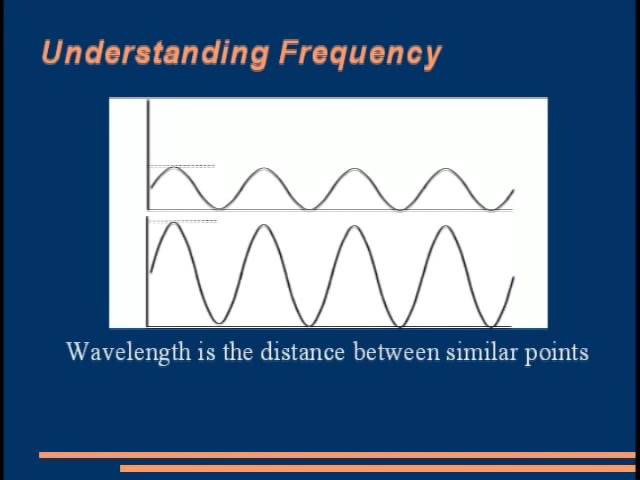 Understanding Frequency
Wavelength is the distance between similar points